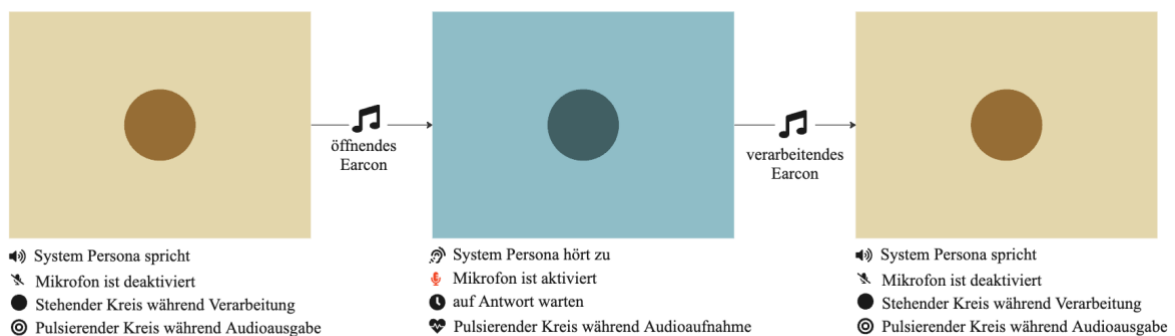 öffnendes
Earcon
verarbeitendes
Earcon
System Persona spricht
Mikrofon ist deaktiviert
Stehender Kreis während Verarbeitung
Pulsierender Kreis während Audioausgabe
System Persona hört zu
Mikrofon ist aktiviert
auf Antwort warten
Pulsierender Kreis während Audioaufnahme
System Persona spricht
Mikrofon ist deaktiviert
Stehender Kreis während Verarbeitung
Pulsierender Kreis während Audioausgabe